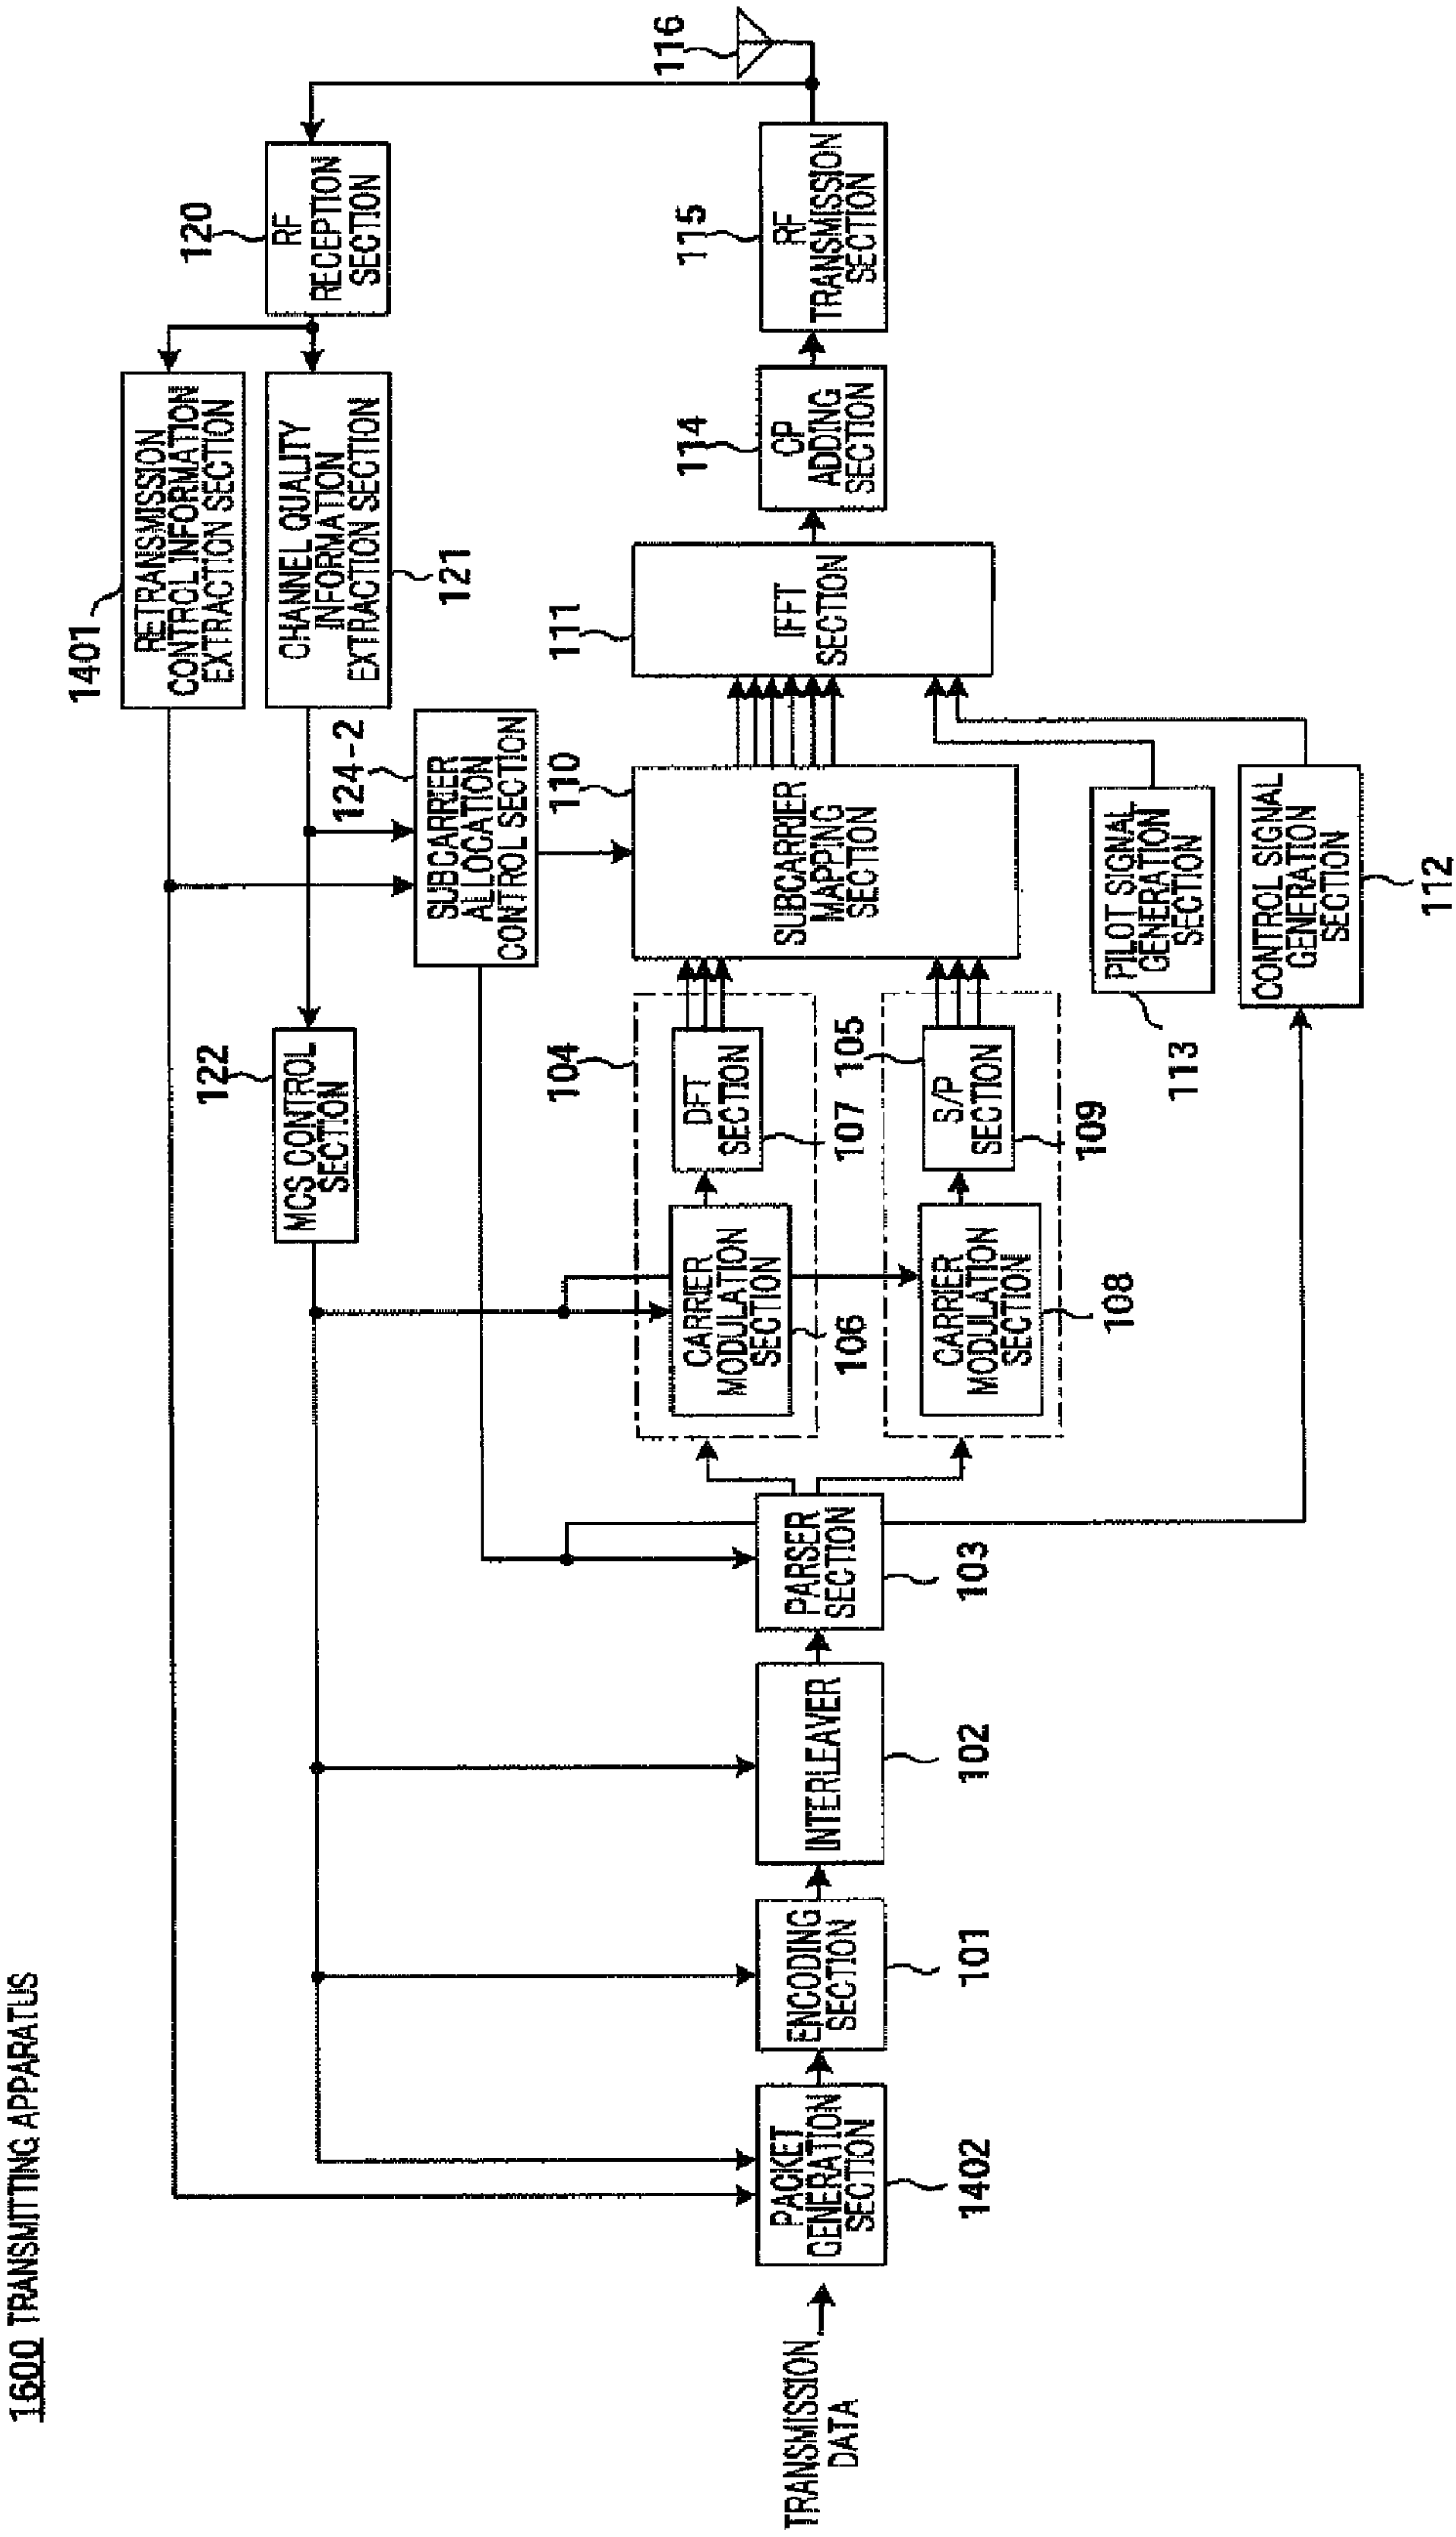 1600 TRANSMITTING APPARATUS
1401
RETRANSMISSION
CONTROL INFORMATION
EXTRACTION SECTION
120
RF
RECEPTION
SECTION
CHANNEL QUALITY
INFORMATION
EXTRACTION SECTION
121
122
MCS CONTROL
SECTION
124-2
SUBCARRIER
ALLOCATION
CONTROL SECTION
116
TRANSMISSION
DATA
PACKET
GENERATION
SECTION
1402
ENCODING
SECTION
101
INTERLEAVER
102
PARSER
SECTION
103
104
CARRIER
MODULATION
SECTION
106
DFT
SECTION
107
105
CARRIER
MODULATION
SECTION
108
S/P
SECTION
109
110
SUBCARRIER
MAPPING
SECTION
111
IFFT
SECTION
114
CP
ADDING
SECTION
115
RF
TRANSMISSION
SECTION
PILOT SIGNAL
GENERATION
SECTION
113
CONTROL SIGNAL
GENERATION
SECTION
112